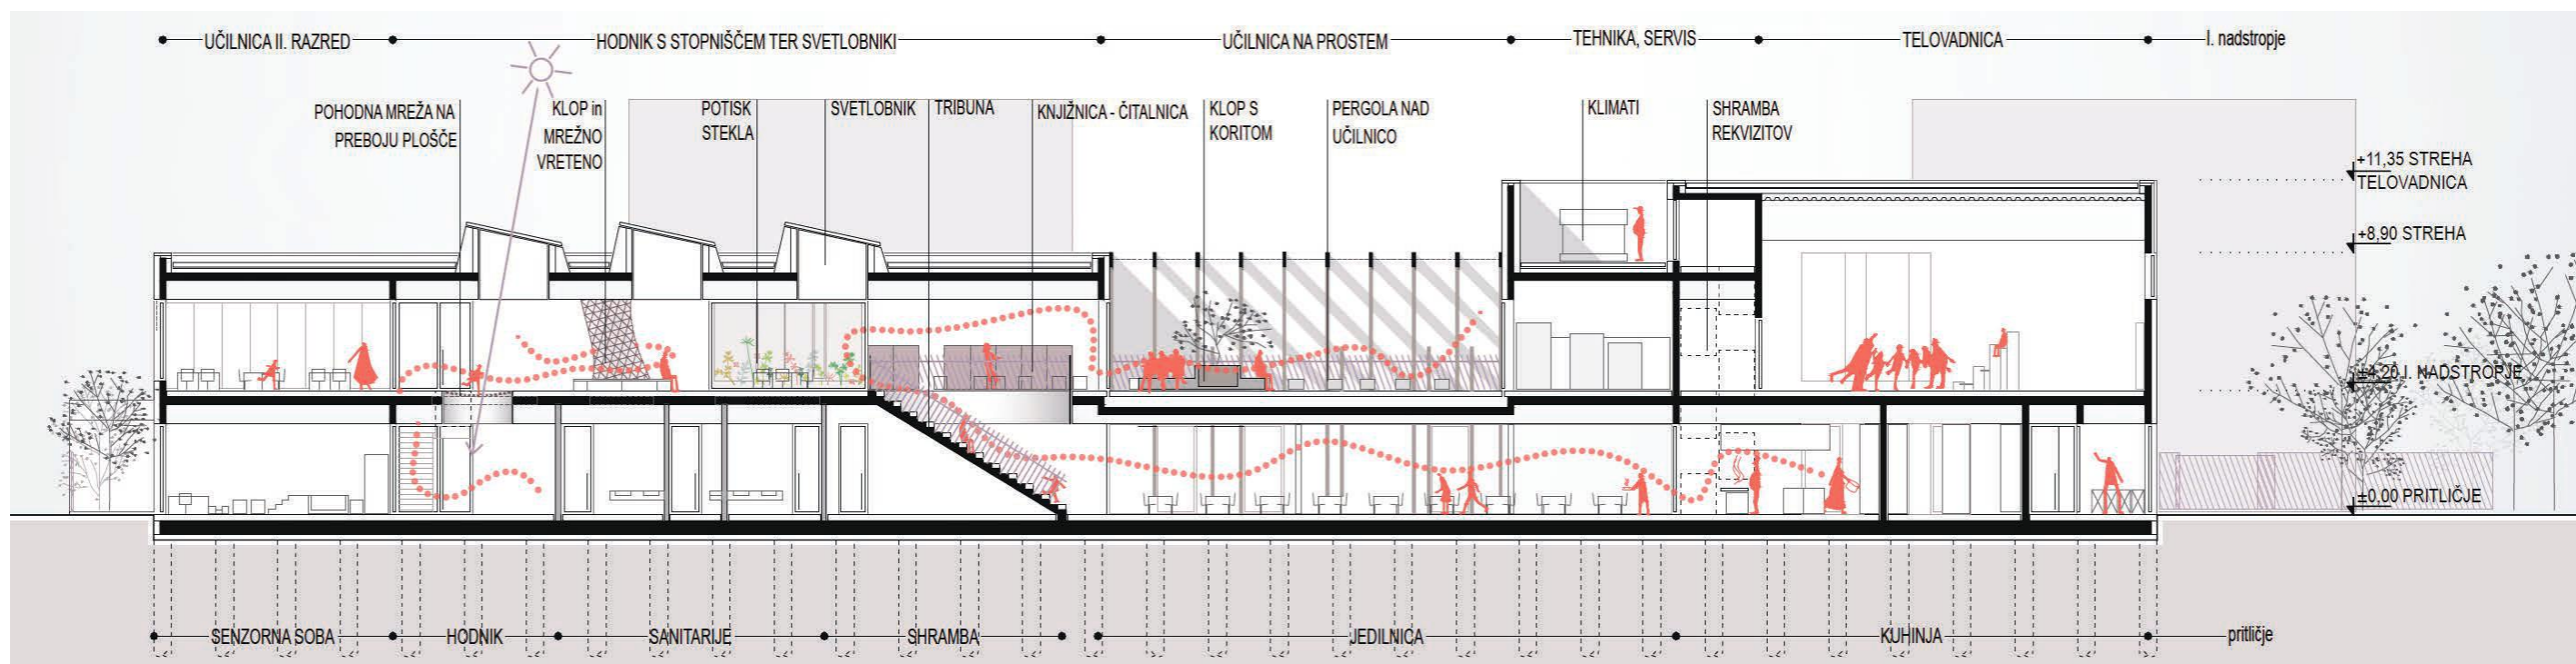 UČILNICA II. RAZRED
HODNIK S STOPNIŠČEM TER SVETLOBNIKI
UČILNICA NA PROSTEM
TEHNIKA, SERVIS
TELOVADNICA
I. nadstropje
POHODNA MREŽA NA
PREBOJU PLOŠČE
KLOP in
MREŽNO
VRETENO
POTISK
STEKLA
SVETLOBNIK
TRIBUNA
KNJIŽNICA - ČITALNICA
KLOP S
KORITOM
PERGOLA NAD
UČILNICO
KLIMATI
SHRAMBA
REKVIZITOV
+11,35 STREHA
TELOVADNICA
+8,90 STREHA
+4,20 I. NADSTROPJE
±0,00 PRITLIČJE
SENZORNA SOBA
HODNIK
SANITARIJE
SHRAMBA
JEDILNICA
KUHINJA
pritličje